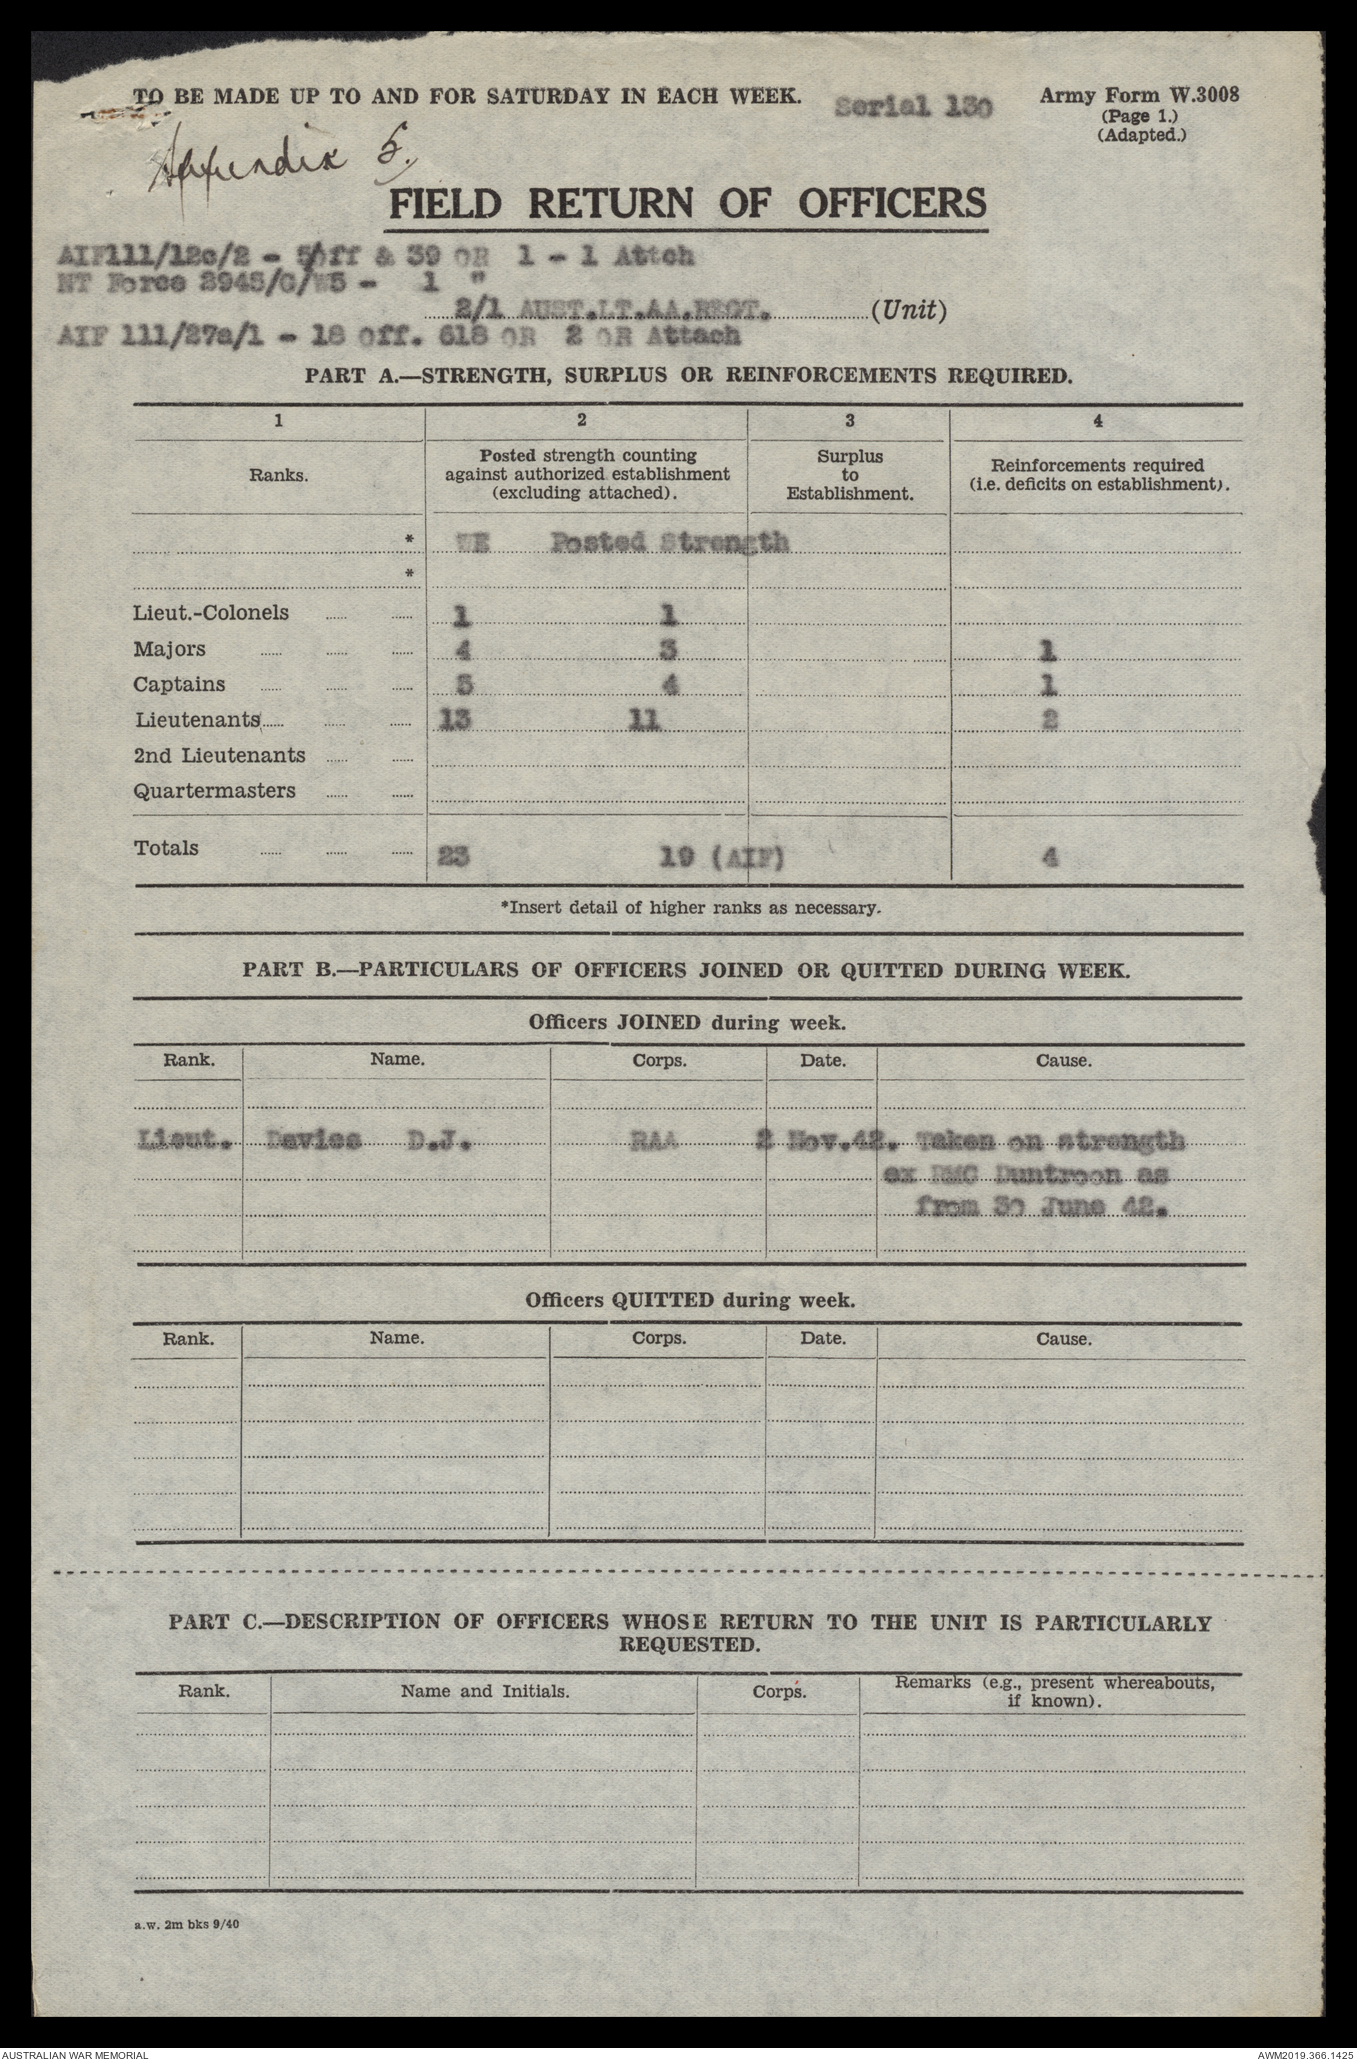 TO BE MADE UP TO AND FOR SATURDAY IN EACH WEEK. Serial 130 Army Form W.3008
(Page 1.)
(Adapted.)
Appendix 5.
FIELD RETURN OF OFFICERS
AIF111/12c/2 - 5 Off & 39 OR 1 - 1 Attch
NT Force 2945/G/W5 - 1 "
2/1 AUST.LT.AA.REGT. (Unit)
AIF 111/27a/1 - 18 Off. 618 OR 2 OR Attach
PART A.—STRENGTH, SURPLUS OR REINFORCEMENTS REQUIRED.
1 2 3 4
Ranks. Posted strength counting against authorized establishment (excluding attached). Surplus to Establishment. Reinforcements required (i.e. deficits on establishment).
* WE Posted Strength
*
Lieut.-Colonels 1 1
Majors 4 3 1
Captains 5 4 1
Lieutenants 13 11 2
2nd Lieutenants
Quartermasters
Totals 23 19 (AIF) 4
*Insert detail of higher ranks as necessary.
PART B.—PARTICULARS OF OFFICERS JOINED OR QUITTED DURING WEEK.
Officers JOINED during week.
Rank. Name. Corps. Date. Cause.
Lieut. Davies D.J. RAA 2 Nov.42. Taken on strength
ex RMC Duntroon as
from 30 June 42.
Officers QUITTED during week.
Rank. Name. Corps. Date. Cause.
PART C.—DESCRIPTION OF OFFICERS WHOSE RETURN TO THE UNIT IS PARTICULARLY
REQUESTED.
Rank. Name and Initials. Corps. Remarks (e.g., present whereabouts, if known).
a.w. 2m bks 9/40
AUSTRALIAN WAR MEMORIAL AWM2019.366.1425